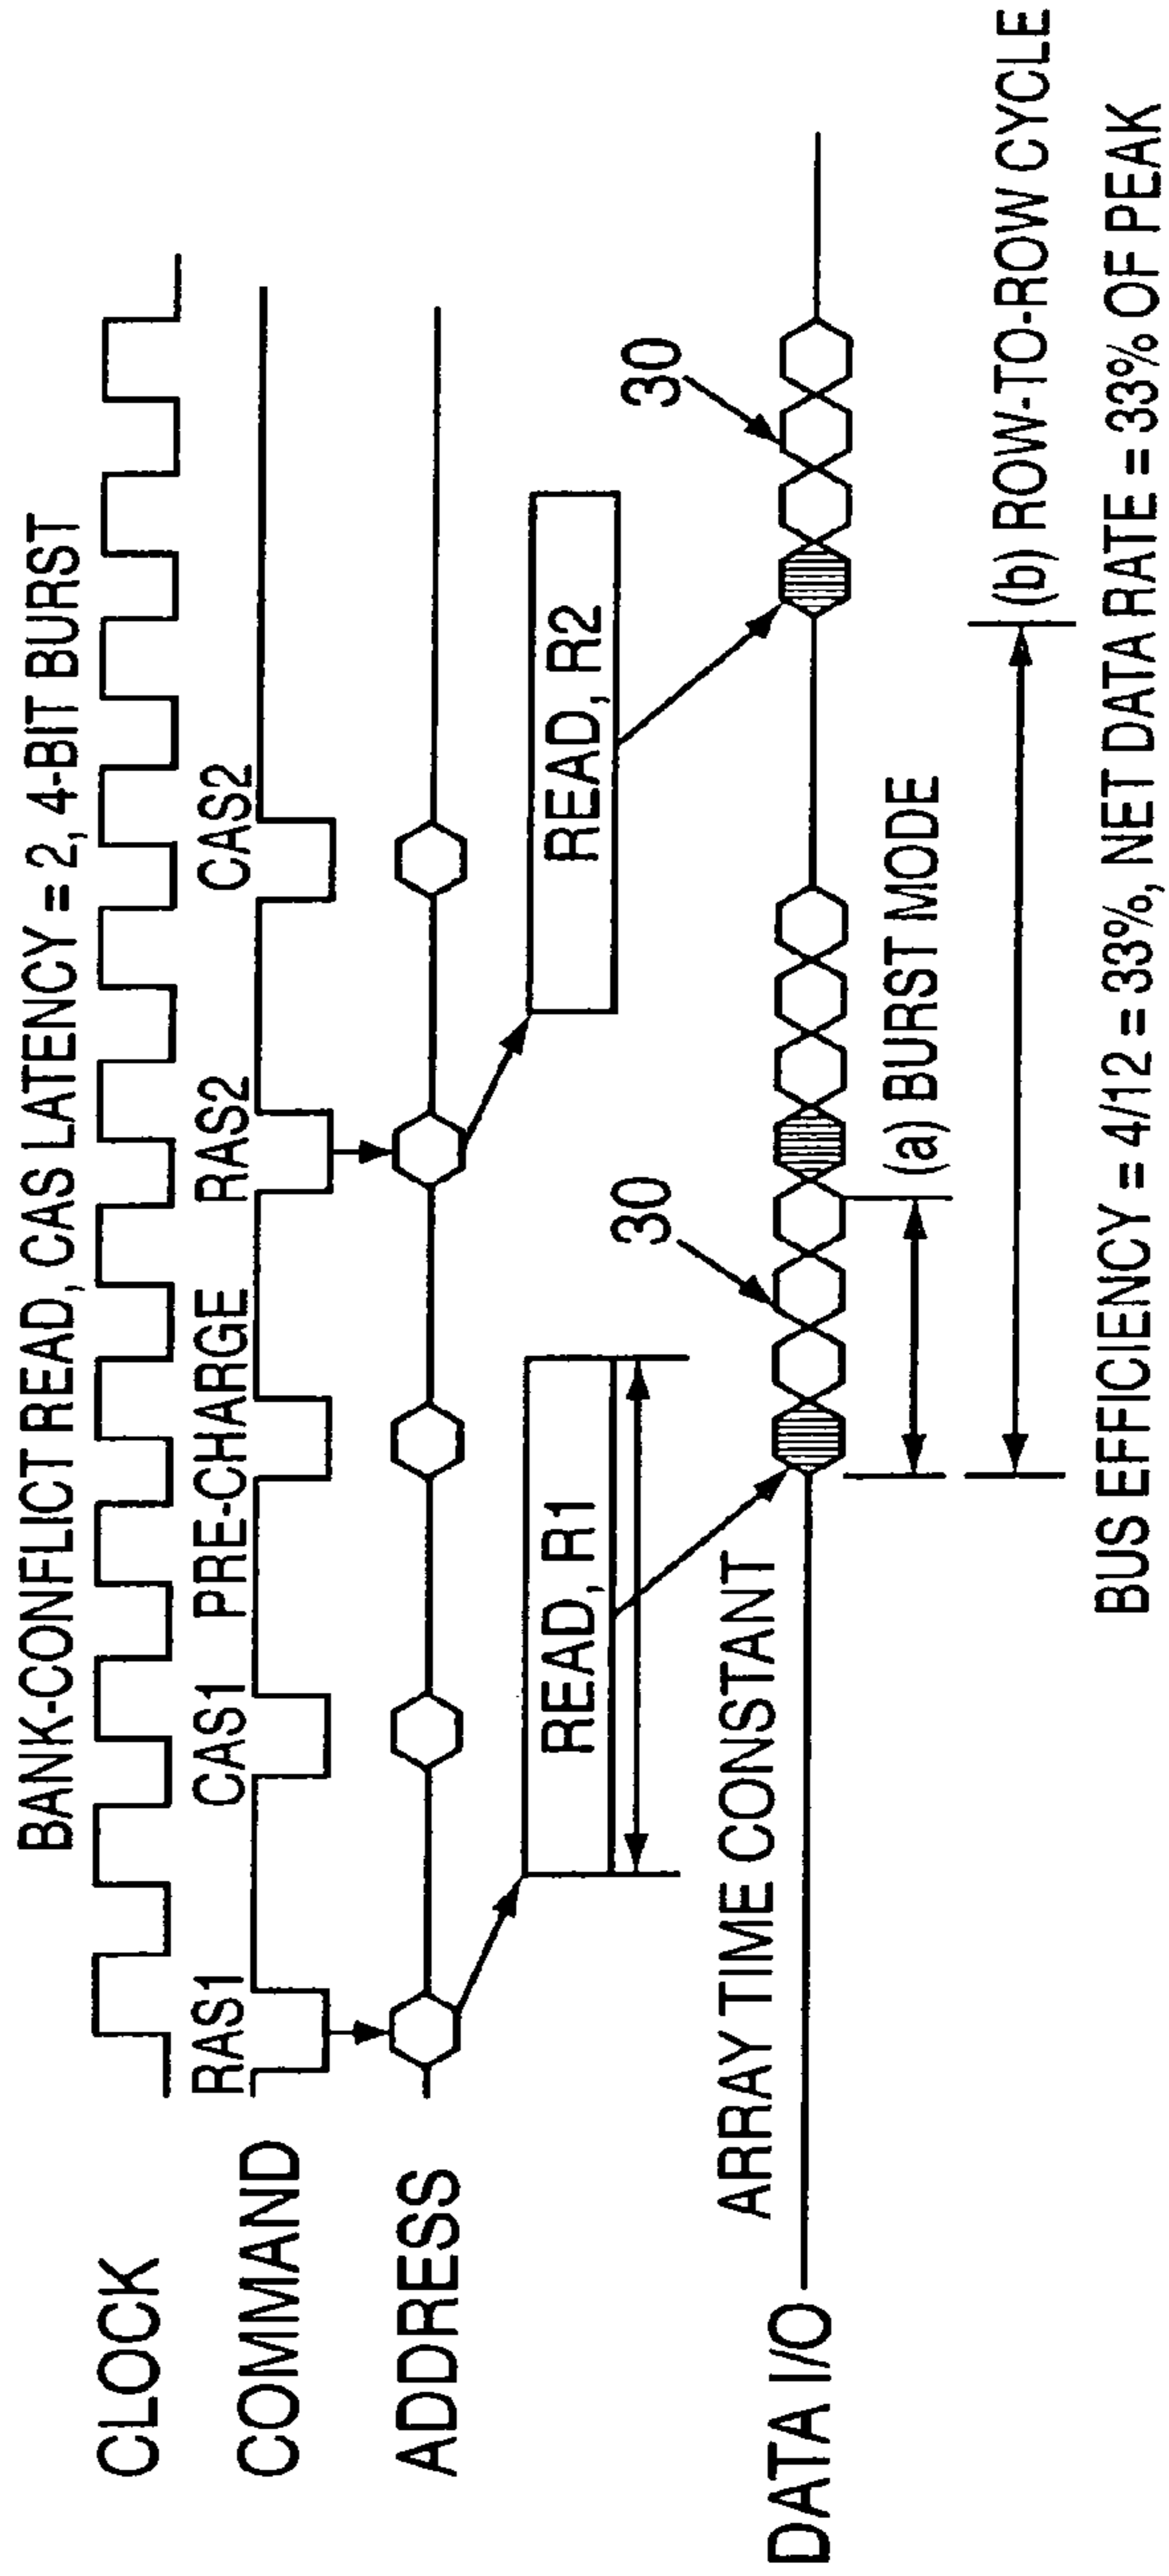 BANK-CONFLICT READ, CAS LATENCY = 2, 4-BIT BURST
CLOCK
RAS1 CAS1 PRE-CHARGE RAS2 CAS2
COMMAND
ADDRESS
READ, R1
READ, R2
30
30
ARRAY TIME CONSTANT
DATA I/O
(a) BURST MODE
(b) ROW-TO-ROW CYCLE
BUS EFFICIENCY = 4/12 = 33%, NET DATA RATE = 33% OF PEAK